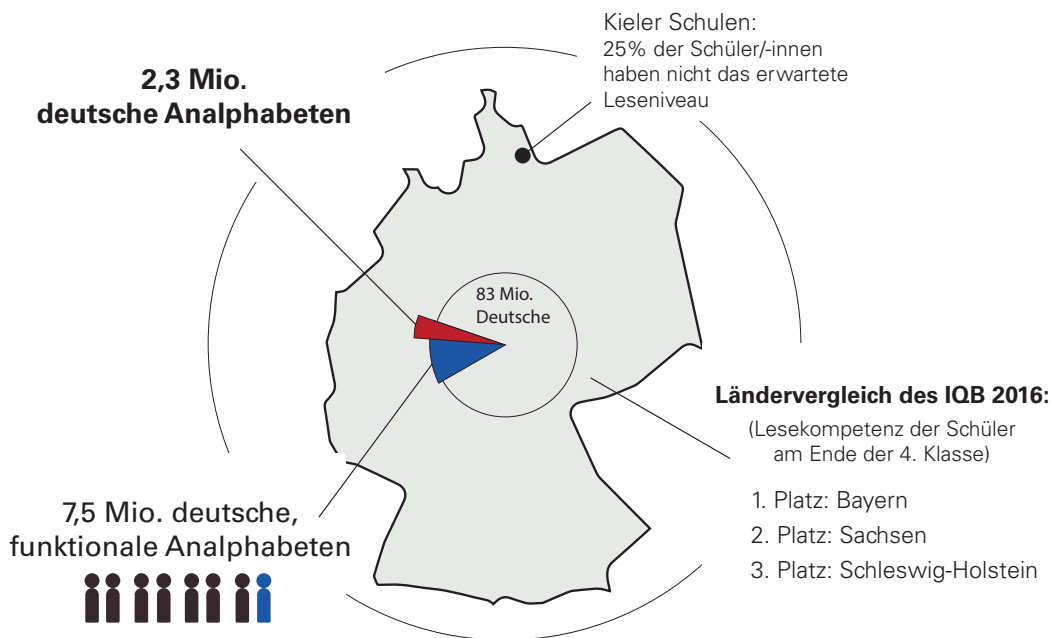 2,3 Mio.
deutsche Analphabeten
Kieler Schulen:
25% der Schüler/-innen
haben nicht das erwartete
Leseniveau
83 Mio.
Deutsche
Ländervergleich des IQB 2016:
(Lesekompetenz der Schüler
am Ende der 4. Klasse)
1. Platz: Bayern
2. Platz: Sachsen
3. Platz: Schleswig-Holstein
7,5 Mio. deutsche,
funktionale Analphabeten